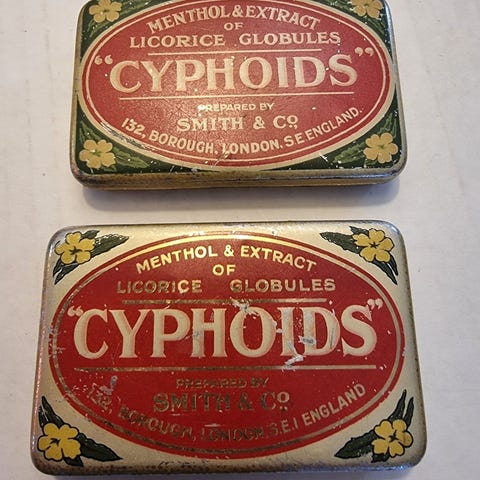 MENTHOL & EXTRACT
OF
LICORICE GLOBULES
"CYPHOIDS"
PREPARED BY
SMITH & Co
132, BOROUGH, LONDON. S.E ENGLAND.
MENTHOL & EXTRACT
OF
LICORICE GLOBULES
"CYPHOIDS"
PREPARED BY
SMITH & Co
132, BOROUGH, LONDON. S.E.1 ENGLAND